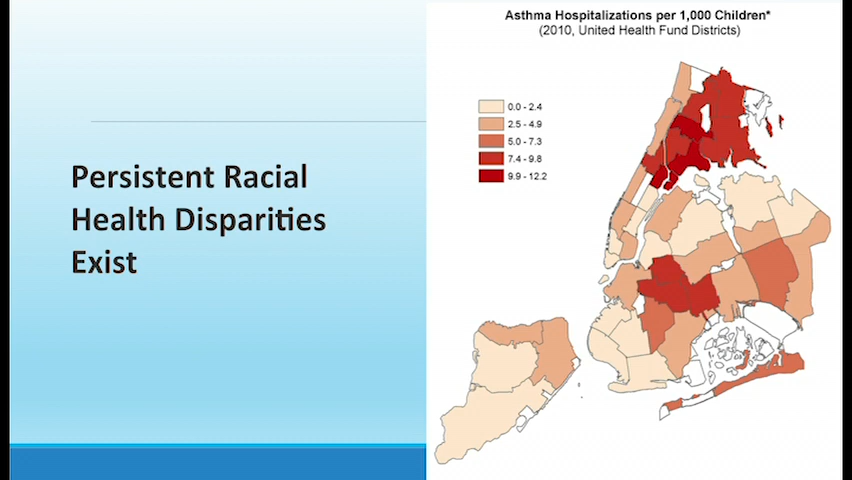 Persistent Racial
Health Disparities
Exist
Asthma Hospitalizations per 1,000 Children*
(2010, United Health Fund Districts)
0.0 - 2.4
2.5 - 4.9
5.0 - 7.3
7.4 - 9.8
9.9 - 12.2